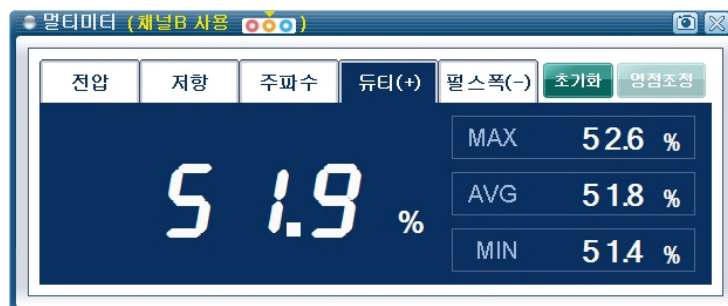 멀티미터 (채널B 사용 )
전압 저항 주파수 듀티(+) 펄스폭(-) 초기화 영점조정
51.9 %
MAX 52.6 %
AVG 51.8 %
MIN 51.4 %